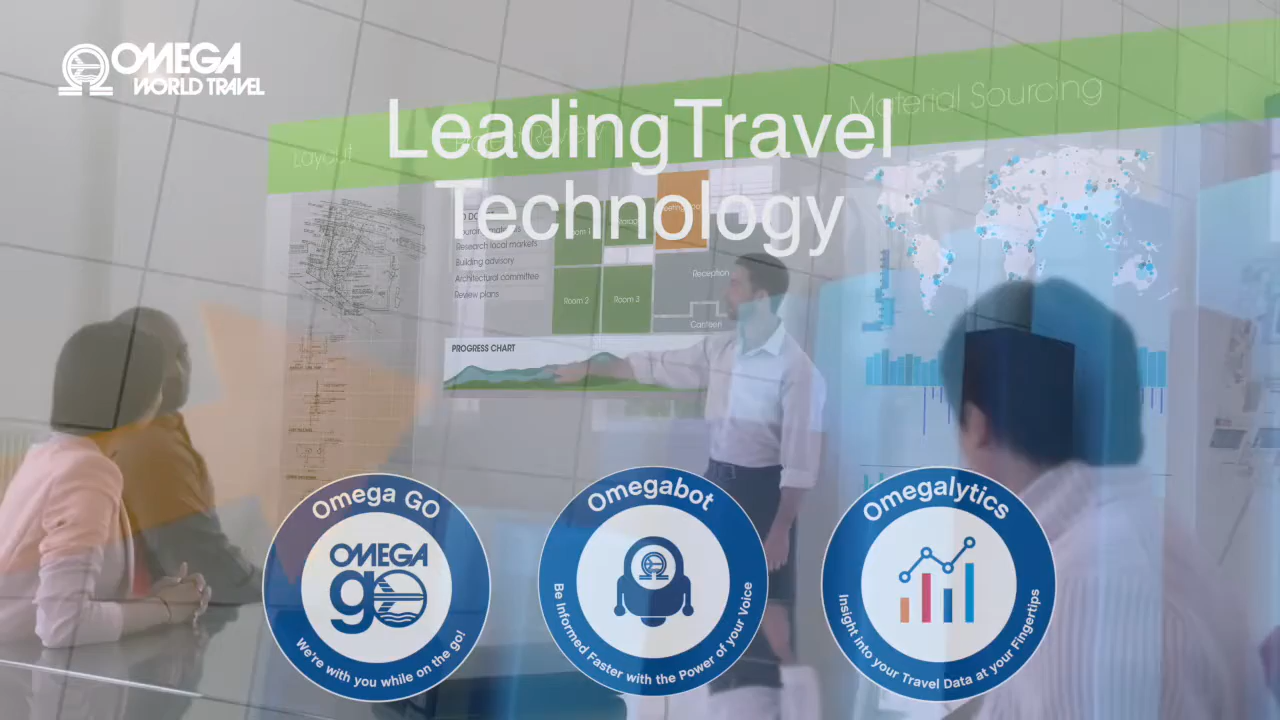 OMEGA
WORLD TRAVEL
Leading Travel
Technology
Material Sourcing
Layout
Research local markets
Building advisory
Architectural committee
Review plans
Room 2
Room 3
Reception
Canteen
PROGRESS CHART
Omega GO
OMEGA
go
We're with you while on the go!
Omegabot
Be Informed Faster with the Power of your Voice
Omegalytics
Insight into your Travel Data at your Fingertips